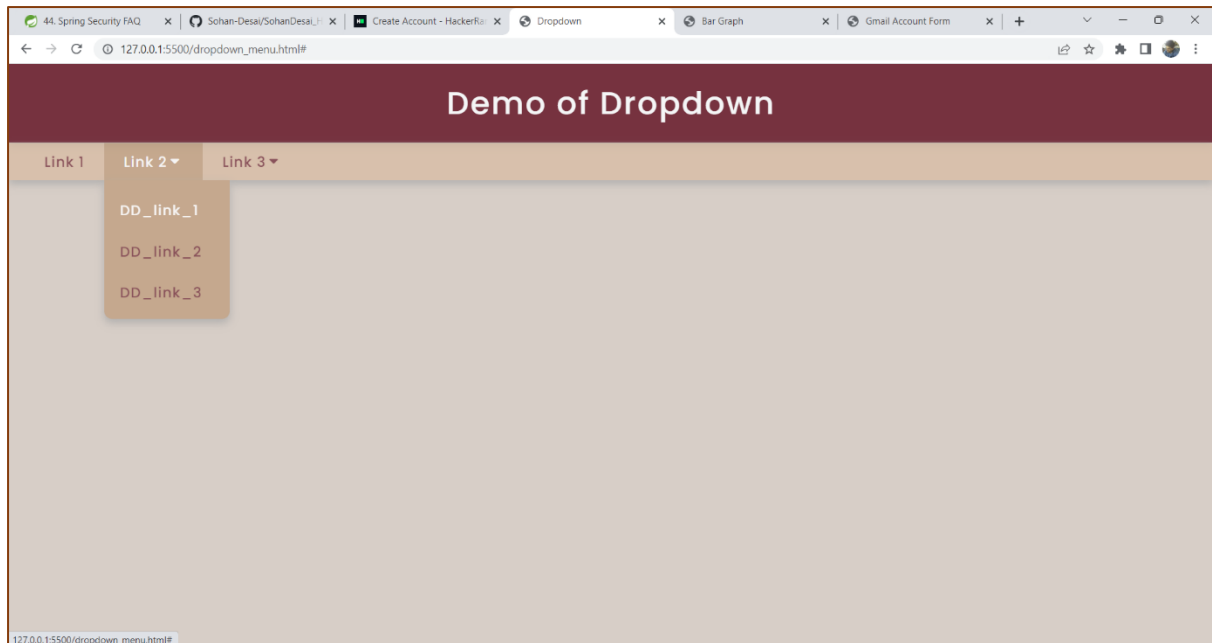 44. Spring Security FAQ
Sohan-Desai/SohanDesai_H
Create Account - HackerRan
Dropdown
Bar Graph
Gmail Account Form
127.0.0.1:5500/dropdown_menu.html#
Demo of Dropdown
Link 1
Link 2
Link 3
DD_link_1
DD_link_2
DD_link_3
127.0.0.1:5500/dropdown_menu.html#